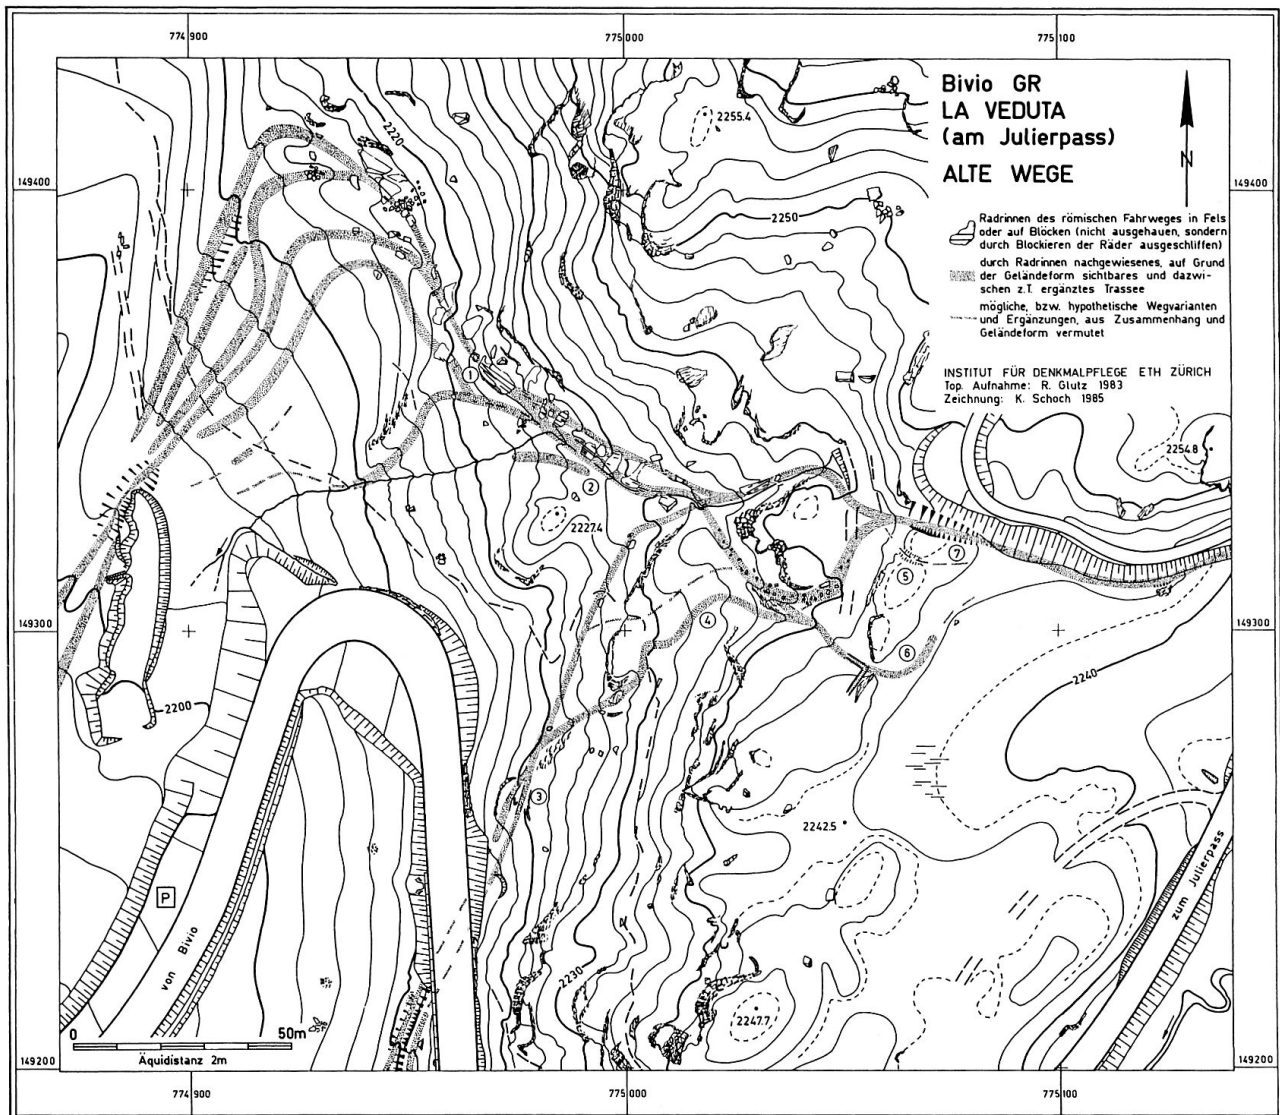 774 900
775 000
775 100
Bivio GR
LA VEDUTA
(am Julierpass)
ALTE WEGE
N
Radrinnen des römischen Fahrweges in Fels
oder auf Blöcken (nicht ausgehauen, sondern
durch Blockieren der Räder ausgeschliffen)
durch Radrinnen nachgewiesenes, auf Grund
der Geländeform sichtbares und dazwi-
schen z.T. ergänztes Trassee
mögliche, bzw. hypothetische Wegvarianten
und Ergänzungen, aus Zusammenhang und
Geländeform vermutet
INSTITUT FÜR DENKMALPFLEGE ETH ZÜRICH
Top. Aufnahme: R. Glutz 1983
Zeichnung: K. Schoch 1985
2255.4
2220
149400
149400
2250
1
2254.8
2
2227.4
7
5
149300
4
149300
6
2240
2200
3
2242.5
zum Julierpass
P
von Bivio
2230
2247.7
0
50m
Äquidistanz 2m
149200
149200
774 900
775 000
775 100